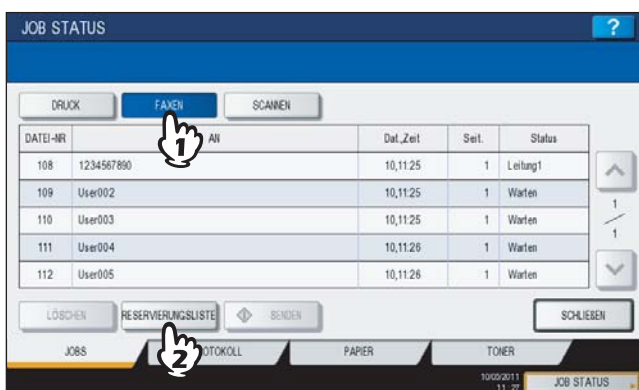 JOB STATUS ?
DRUCK FAXEN SCANNEN
DATEI-NR AN Dat.,Zeit Seit. Status
108 1234567890 10,11:25 1 Leitung1
109 User002 10,11:25 1 Warten
110 User003 10,11:25 1 Warten
111 User004 10,11:26 1 Warten
112 User005 10,11:26 1 Warten
1
1
1
LÖSCHEN RESERVIERUNGSLISTE SENDEN SCHLIEßEN
2
JOBS OTOKOLL PAPIER TONER
10/05/2011
11:27 JOB STATUS